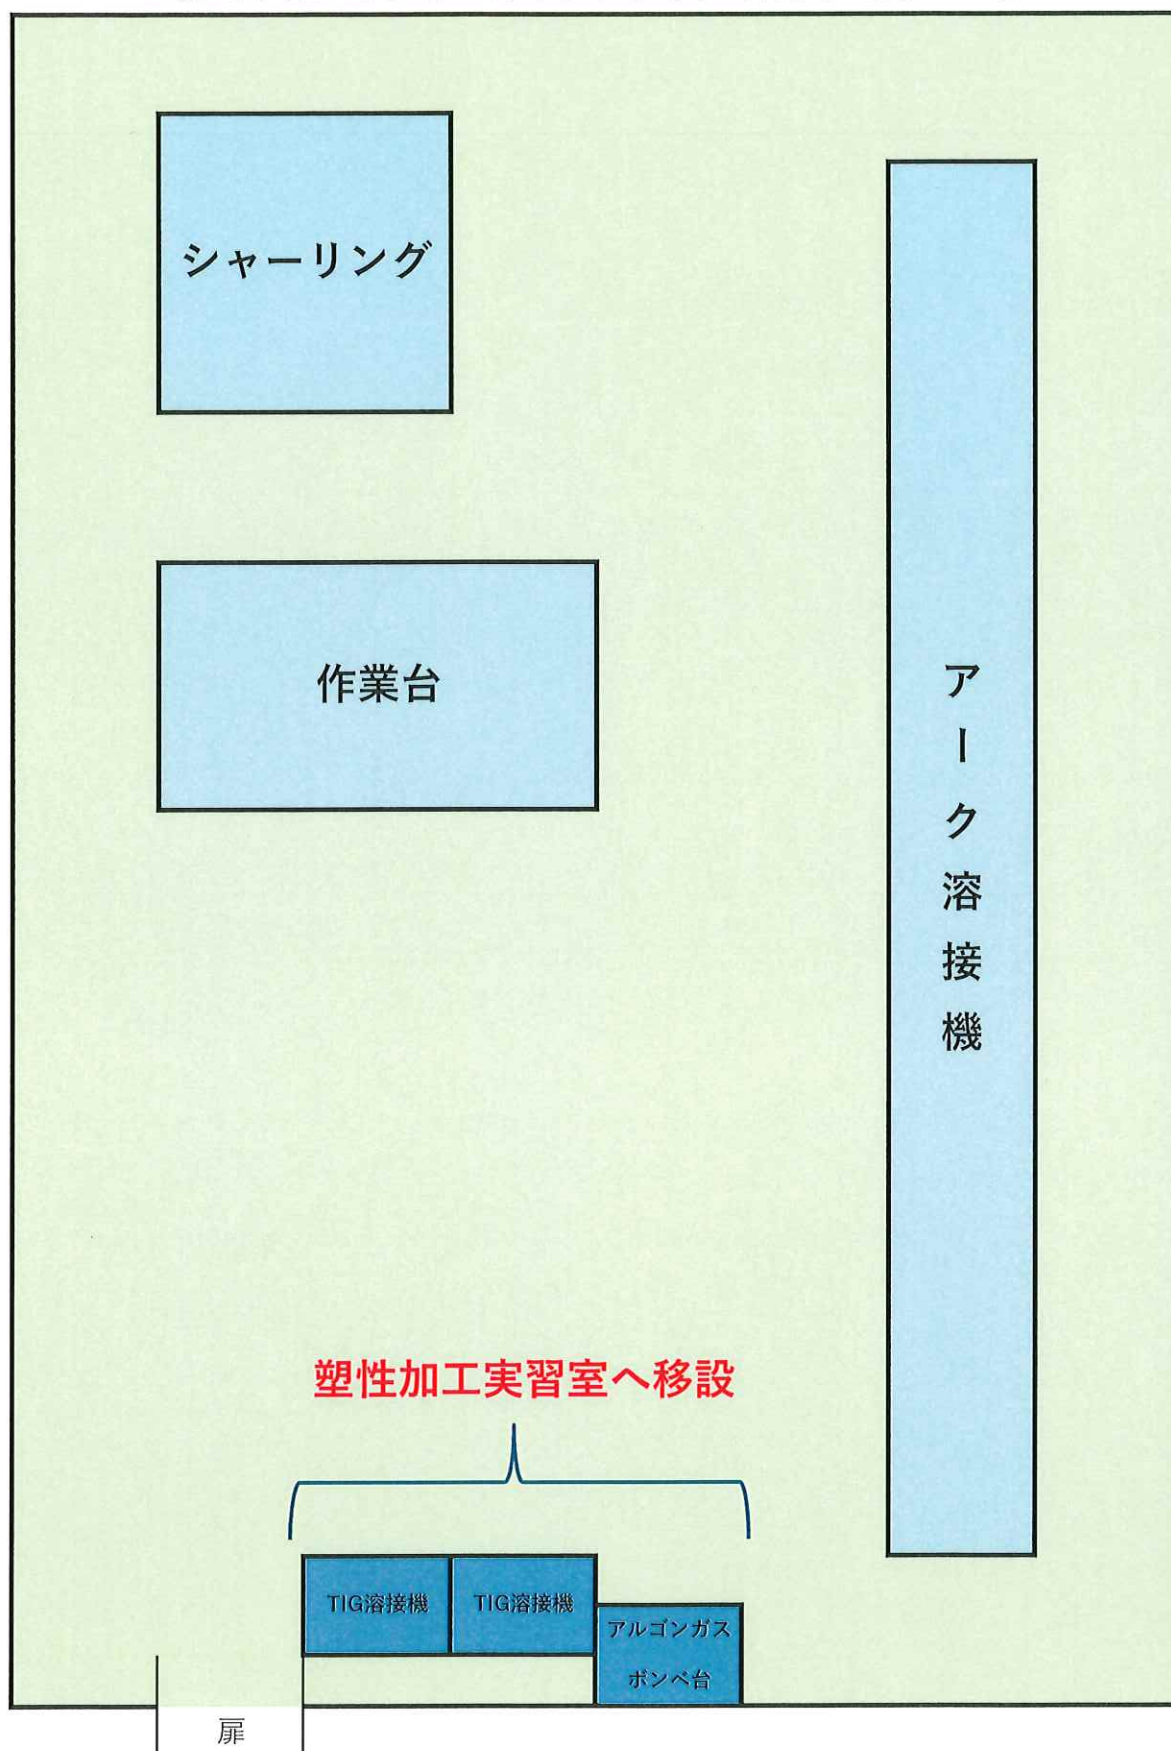 シャーリング
作業台
アーク溶接機
塑性加工実習室へ移設
TIG溶接機
TIG溶接機
アルゴンガス
ボンベ台
扉